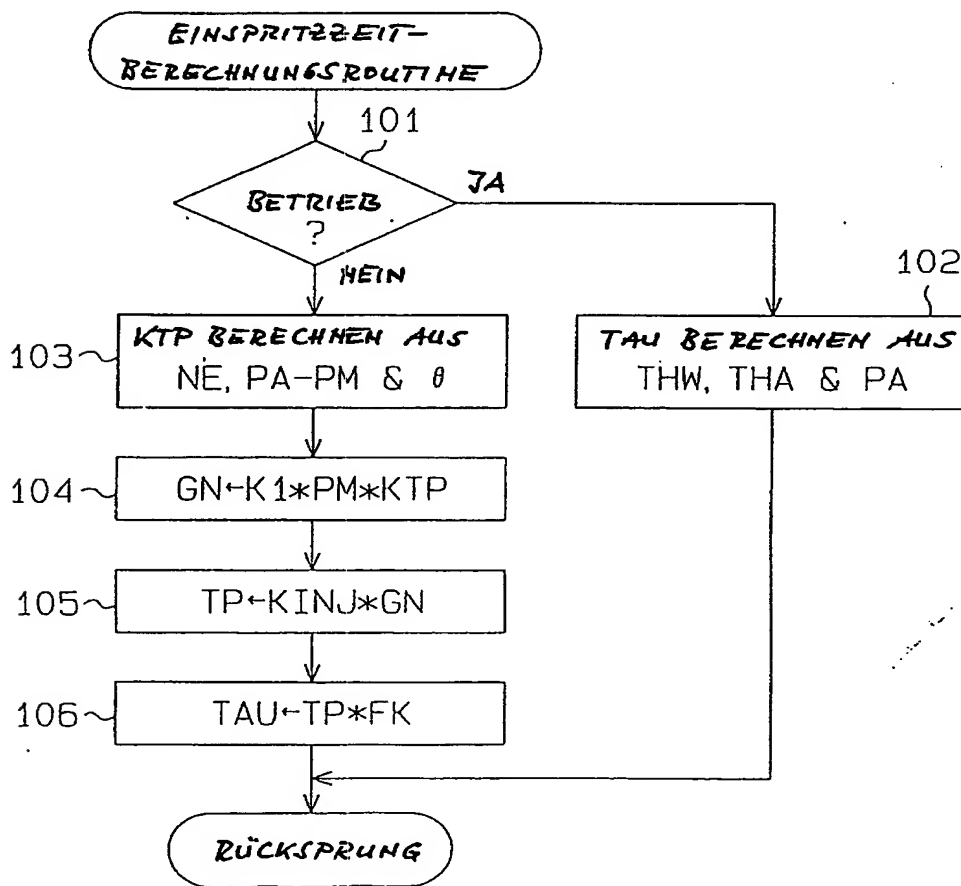 EINSPRITZZEIT-
BERECHNUNGSROUTINE
101
BETRIEB
?
JA
NEIN
102
103
KTP BERECHNEN AUS
NE, PA-PM & θ
TAU BERECHNEN AUS
THW, THA & PA
104
GN←K1*PM*KTP
105
TP←KINJ*GN
106
TAU←TP*FK
RÜCKSPRUNG